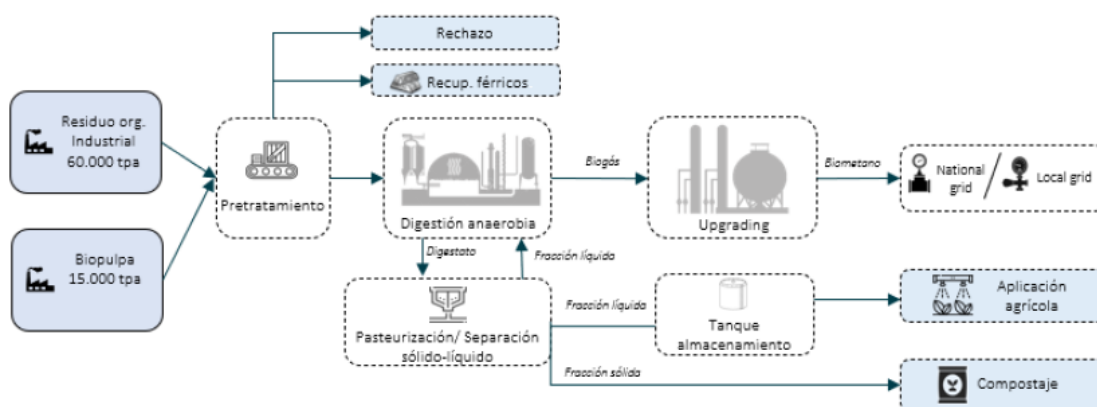 Rechazo
Recup. férricos
Residuo org.
Industrial
60.000 tpa
Biopulpa
15.000 tpa
Pretratamiento
Digestión anaerobia
Biogás
Upgrading
Biometano
National
grid
Local grid
Digestato
Fracción líquida
Pasteurización/ Separación
sólido-líquido
Fracción líquida
Tanque
almacenamiento
Aplicación
agrícola
Fracción sólida
Compostaje